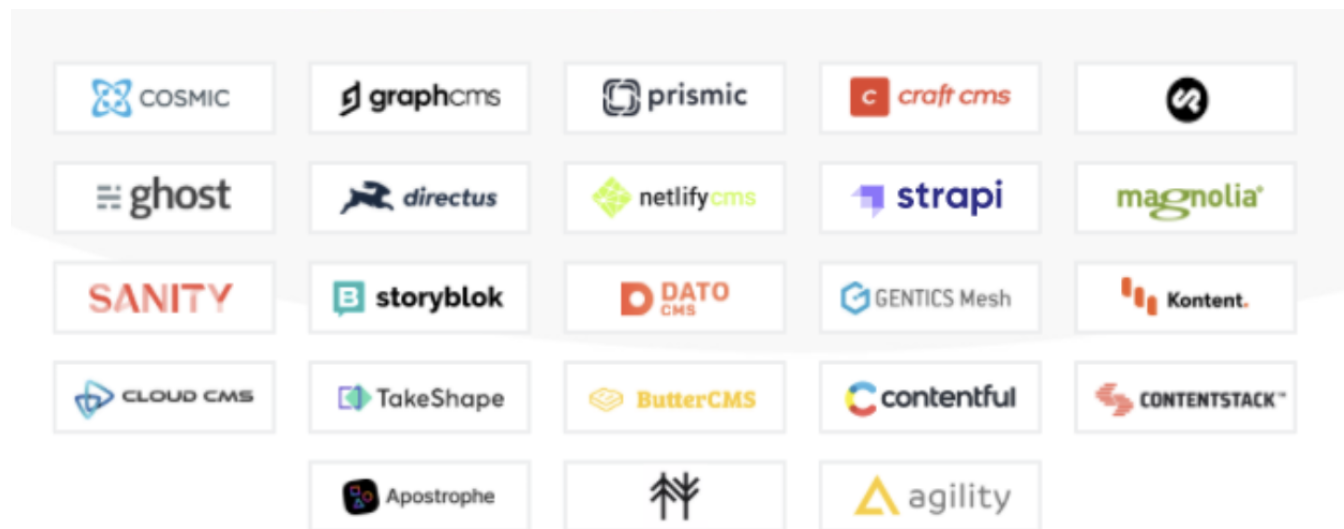 COSMIC
graphcms
prismic
c craft cms
ghost
directus
netlifycms
strapi
magnolia®
SANITY
B storyblok
DATO
CMS
GENTICS Mesh
Kontent.
CLOUD CMS
TakeShape
ButterCMS
contentful
CONTENTSTACK™
Apostrophe
agility